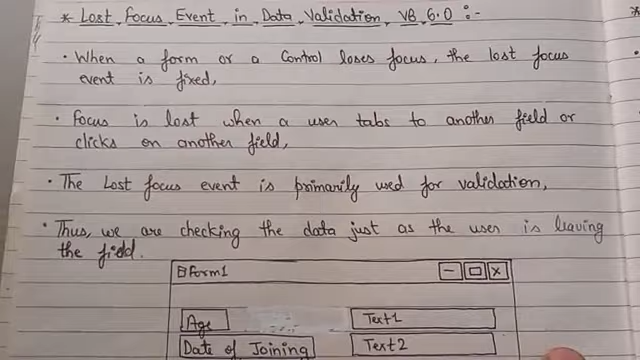 * Lost Focus Event in Data Validation, VB 6.0 :-
• When a form or a Control loses focus, the lost focus
event is fixed,
• Focus is lost when a user tabs to another field or
clicks on another field,
• The Lost focus event is primarily used for validation,
• Thus, we are checking the data just as the user is leaving
the field.
Form1
Age
Text1
Date of Joining
Text2